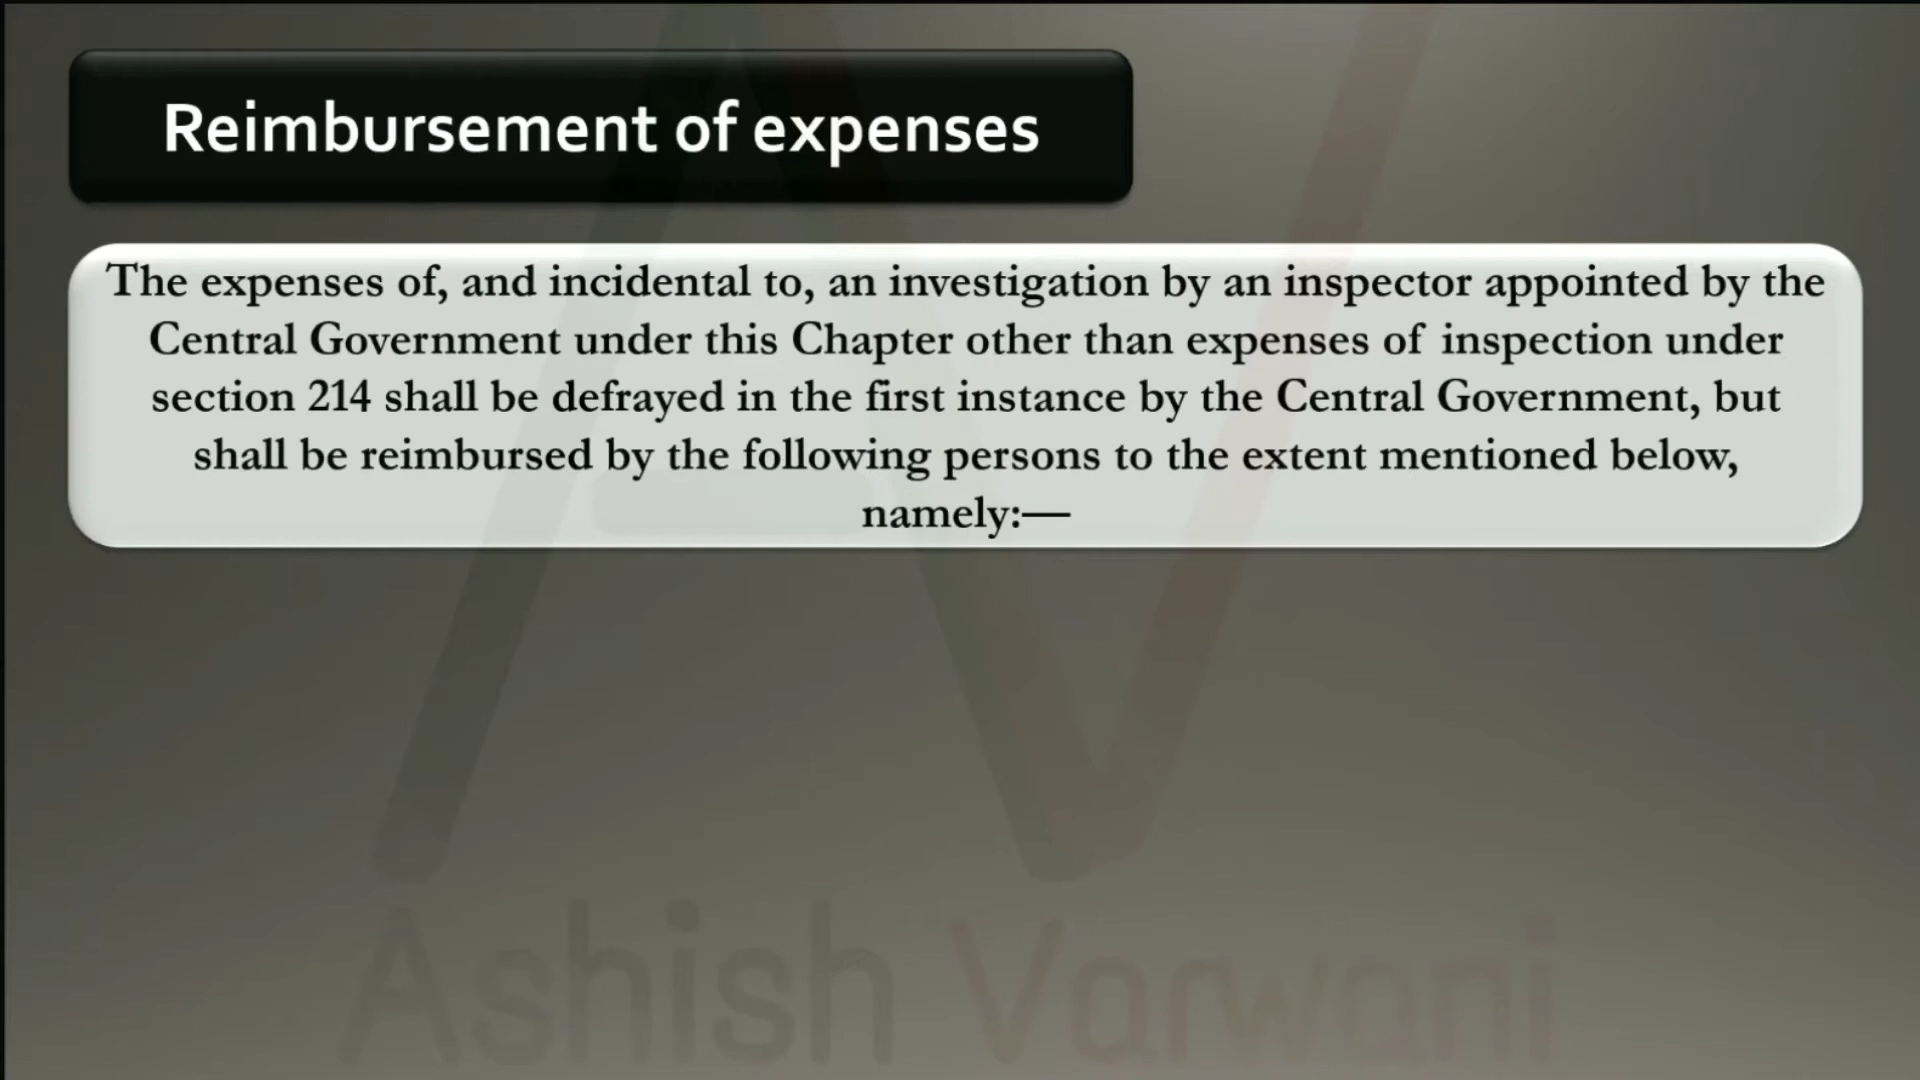 Reimbursement of expenses
The expenses of, and incidental to, an investigation by an inspector appointed by the
Central Government under this Chapter other than expenses of inspection under
section 214 shall be defrayed in the first instance by the Central Government, but
shall be reimbursed by the following persons to the extent mentioned below,
namely:—
Ashish Varwani